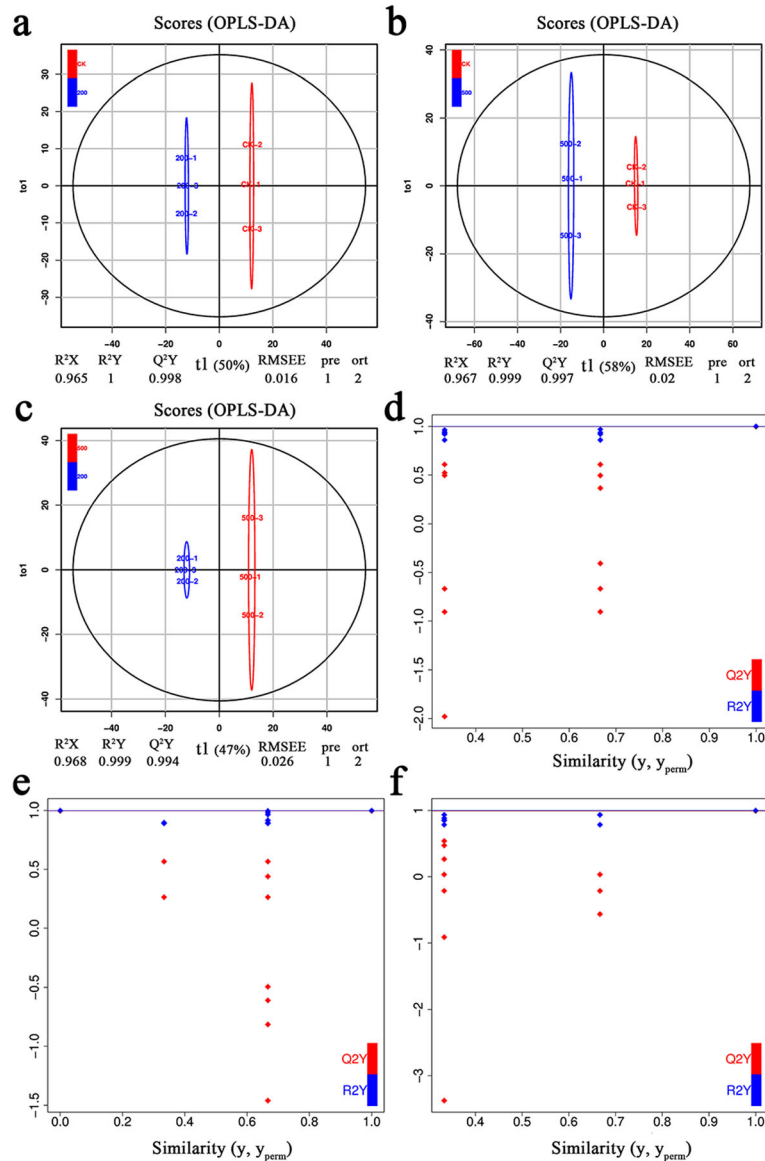 a
Scores (OPLS-DA)
CK
200
to1
30
20
10
0
−10
−20
−30
200-1
200-3
200-2
CK-2
CK-1
CK-3
−40 −20 0 20 40
R²X R²Y Q²Y t1 (50%) RMSEE pre ort
0.965 1 0.998 0.016 1 2
b
Scores (OPLS-DA)
CK
500
to1
40
20
0
−20
−40
500-2
500-1
500-3
CK-2
CK-1
CK-3
−60 −40 −20 0 20 40 60
R²X R²Y Q²Y t1 (58%) RMSEE pre ort
0.967 0.999 0.997 0.02 1 2
c
Scores (OPLS-DA)
500
200
to1
40
20
0
−20
−40
200-1
200-3
200-2
500-3
500-1
500-2
−40 −20 0 20 40
R²X R²Y Q²Y t1 (47%) RMSEE pre ort
0.968 0.999 0.994 0.026 1 2
d
1.0
0.5
0.0
−0.5
−1.0
−1.5
−2.0
Q2Y
R2Y
0.4 0.5 0.6 0.7 0.8 0.9 1.0
Similarity (y, yperm)
e
1.0
0.5
0.0
−0.5
−1.0
−1.5
Q2Y
R2Y
0.0 0.2 0.4 0.6 0.8 1.0
Similarity (y, yperm)
f
1
0
−1
−2
−3
Q2Y
R2Y
0.4 0.5 0.6 0.7 0.8 0.9 1.0
Similarity (y, yperm)